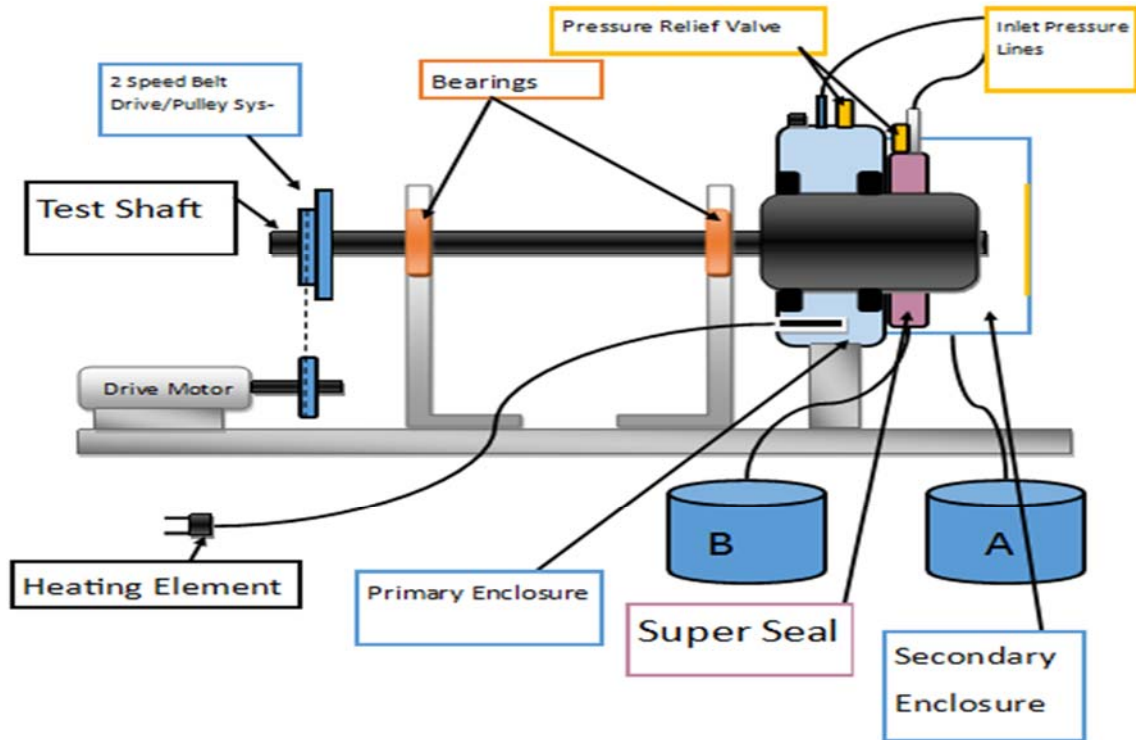 Pressure Relief Valve
Inlet Pressure
Lines
2 Speed Belt
Drive/Pulley Sys-
Bearings
Test Shaft
Drive Motor
B
A
Heating Element
Primary Enclosure
Super Seal
Secondary
Enclosure